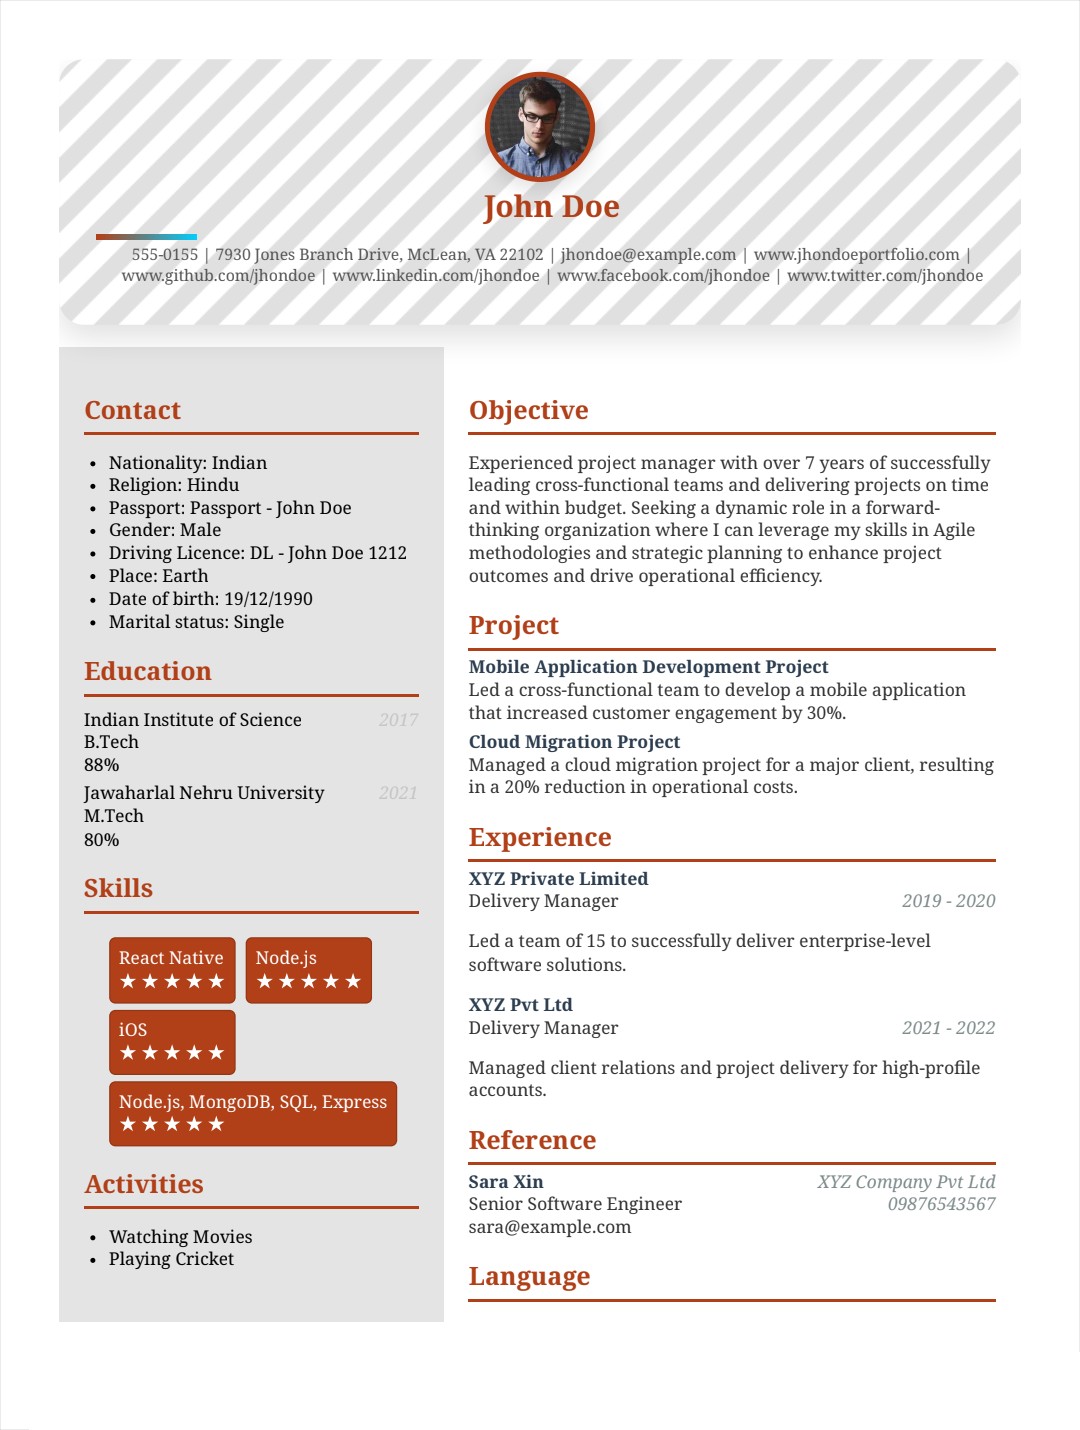 John Doe
555-0155 | 7930 Jones Branch Drive, McLean, VA 22102 | jhondoe@example.com | www.jhondoeportfolio.com |
www.github.com/jhondoe | www.linkedin.com/jhondoe | www.facebook.com/jhondoe | www.twitter.com/jhondoe
Contact
• Nationality: Indian
• Religion: Hindu
• Passport: Passport - John Doe
• Gender: Male
• Driving Licence: DL - John Doe 1212
• Place: Earth
• Date of birth: 19/12/1990
• Marital status: Single
Education
Indian Institute of Science 2017
B.Tech
88%
Jawaharlal Nehru University 2021
M.Tech
80%
Skills
React Native Node.js
★★★★★ ★★★★★
iOS
★★★★★
Node.js, MongoDB, SQL, Express
★★★★★
Activities
• Watching Movies
• Playing Cricket
Objective
Experienced project manager with over 7 years of successfully
leading cross-functional teams and delivering projects on time
and within budget. Seeking a dynamic role in a forward-
thinking organization where I can leverage my skills in Agile
methodologies and strategic planning to enhance project
outcomes and drive operational efficiency.
Project
Mobile Application Development Project
Led a cross-functional team to develop a mobile application
that increased customer engagement by 30%.
Cloud Migration Project
Managed a cloud migration project for a major client, resulting
in a 20% reduction in operational costs.
Experience
XYZ Private Limited
Delivery Manager 2019 - 2020
Led a team of 15 to successfully deliver enterprise-level
software solutions.
XYZ Pvt Ltd
Delivery Manager 2021 - 2022
Managed client relations and project delivery for high-profile
accounts.
Reference
Sara Xin XYZ Company Pvt Ltd
Senior Software Engineer 09876543567
sara@example.com
Language